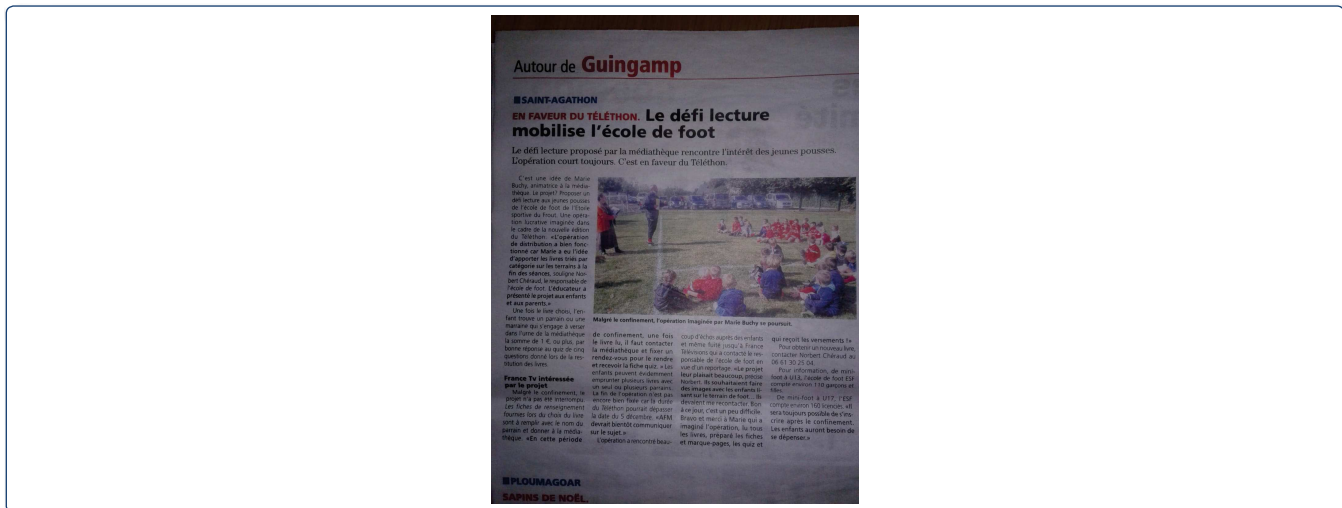 Autour de Guingamp
SAINT-AGATHON
EN FAVEUR DU TÉLÉTHON. Le défi lecture
mobilise l'école de foot
Le défi lecture proposé par la médiathèque rencontre l'intérêt des jeunes pousses.
L'opération court toujours. C'est en faveur du Téléthon.
C'est une idée de Marie
Buchy, animatrice à la média-
thèque. Le projet? Proposer un
défi lecture aux jeunes pousses
de l'école de foot de l'Étoile
sportive du Frout. Une opéra-
tion lucrative imaginée dans
le cadre de la nouvelle édition
du Téléthon. «L'opération
de distribution a bien fonc-
tionné car Marie a eu l'idée
d'apporter les livres triés par
catégorie sur les terrains à la
fin des séances, souligne Nor-
bert Chéraud, le responsable de
l'école de foot. L'éducateur a
présenté le projet aux enfants
et aux parents.»
Une fois le livre choisi, l'en-
fant trouve un parrain ou une
marraine qui s'engage à verser
dans l'urne de la médiathèque
la somme de 1 €, ou plus, par
bonne réponse au quiz de cinq
questions donné lors de la res-
titution des livres.
France Tv intéressée
par le projet
Malgré le confinement, le
projet n'a pas été interrompu.
Les fiches de renseignement
fournies lors du choix du livre
sont à remplir avec le nom du
parrain et donner à la média-
thèque. «En cette période
Malgré le confinement, l'opération imaginée par Marie Buchy se poursuit.
de confinement, une fois
le livre lu, il faut contacter
la médiathèque et fixer un
rendez-vous pour le rendre
et recevoir la fiche quiz. » Les
enfants peuvent évidemment
emprunter plusieurs livres avec
un seul ou plusieurs parrains.
La fin de l'opération n'est pas
encore bien fixée car la durée
du Téléthon pourrait dépasser
la date du 5 décembre. «AFM
devrait bientôt communiquer
sur le sujet.»
L'opération a rencontré beau-
coup d'échos auprès des enfants
et même fuité jusqu'à France
Télévisions qui a contacté le res-
ponsable de l'école de foot en
vue d'un reportage. «Le projet
leur plaisait beaucoup, précise
Norbert. Ils souhaitaient faire
des images avec les enfants li-
sant sur le terrain de foot... Ils
devaient me recontacter. Bon
à ce jour, c'est un peu difficile.
Bravo et merci à Marie qui a
imaginé l'opération, lu tous
les livres, préparé les fiches
et marque-pages, les quiz et
qui reçoit les versements !»
Pour obtenir un nouveau livre,
contacter Norbert Chéraud au
06 61 30 25 04.
Pour information, de mini-
foot à U13, l'école de foot ESF
compte environ 110 garçons et
filles.
De mini-foot à U17, l'ESF
compte environ 160 licenciés. «Il
sera toujours possible de s'ins-
crire après le confinement.
Les enfants auront besoin de
se dépenser.»
PLOUMAGOAR
SAPINS DE NOËL.